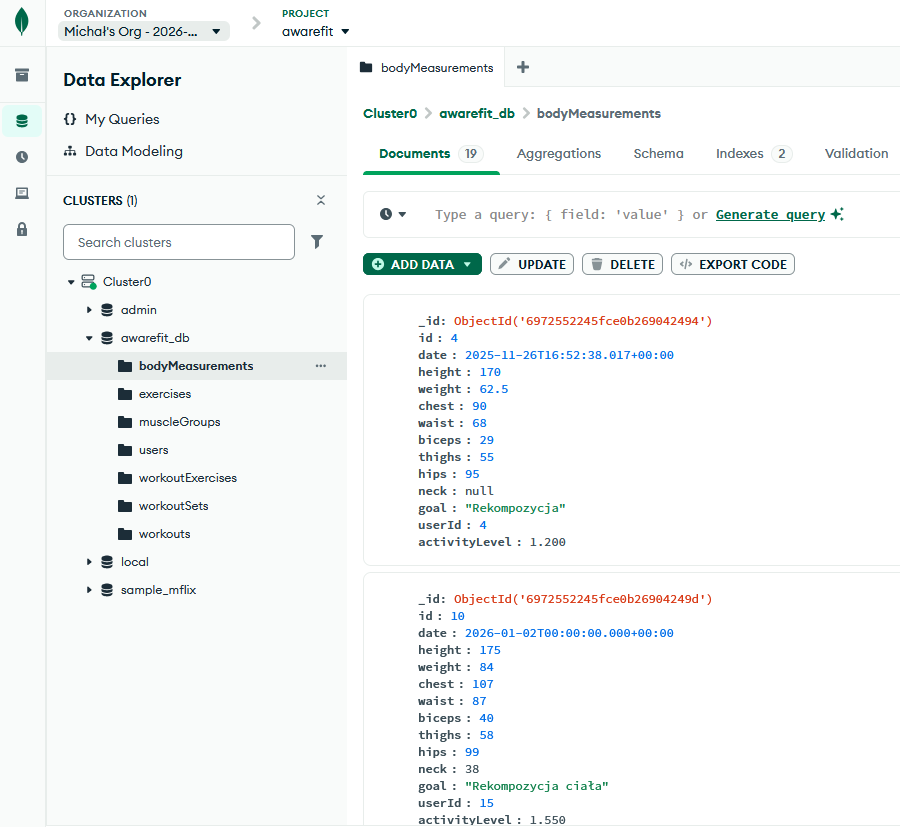 ORGANIZATION
Michał's Org - 2026-...
PROJECT
awarefit
Data Explorer
My Queries
Data Modeling
CLUSTERS (1)
Search clusters
Cluster0
admin
awarefit_db
bodyMeasurements
exercises
muscleGroups
users
workoutExercises
workoutSets
workouts
local
sample_mflix
bodyMeasurements
Cluster0 > awarefit_db > bodyMeasurements
Documents 19 Aggregations Schema Indexes 2 Validation
Type a query: { field: 'value' } or Generate query
ADD DATA UPDATE DELETE EXPORT CODE
_id: ObjectId('6972552245fce0b269042494')
id : 4
date : 2025-11-26T16:52:38.017+00:00
height : 170
weight : 62.5
chest : 90
waist : 68
biceps : 29
thighs : 55
hips : 95
neck : null
goal : "Rekompozycja"
userId : 4
activityLevel : 1.200
_id: ObjectId('6972552245fce0b26904249d')
id : 10
date : 2026-01-02T00:00:00.000+00:00
height : 175
weight : 84
chest : 107
waist : 87
biceps : 40
thighs : 58
hips : 99
neck : 38
goal : "Rekompozycja ciała"
userId : 15
activityLevel : 1.550